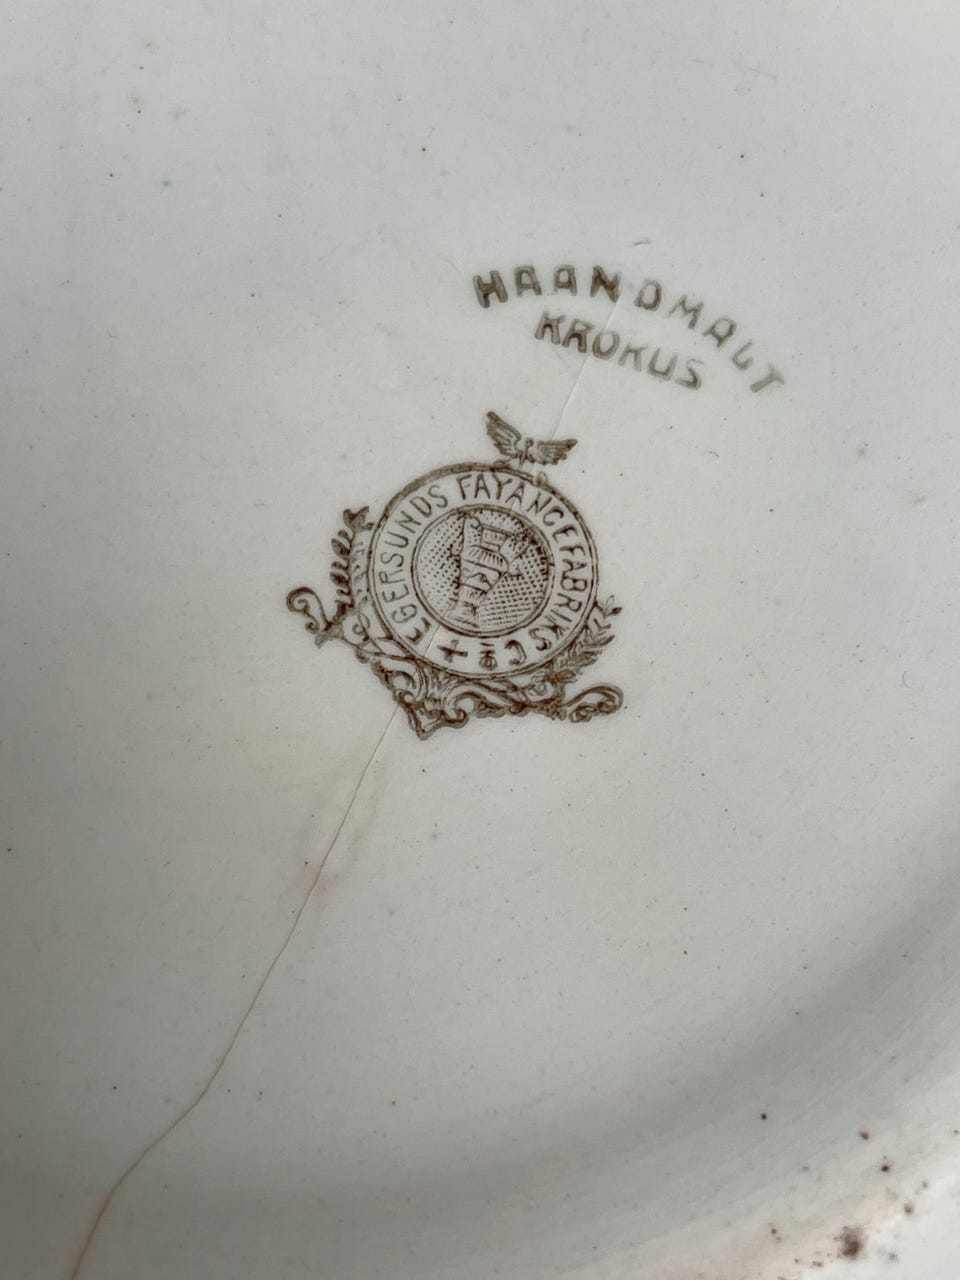 HAANDMALT
KROKUS
EGERSUNDS FAYANCEFABRIKS Co